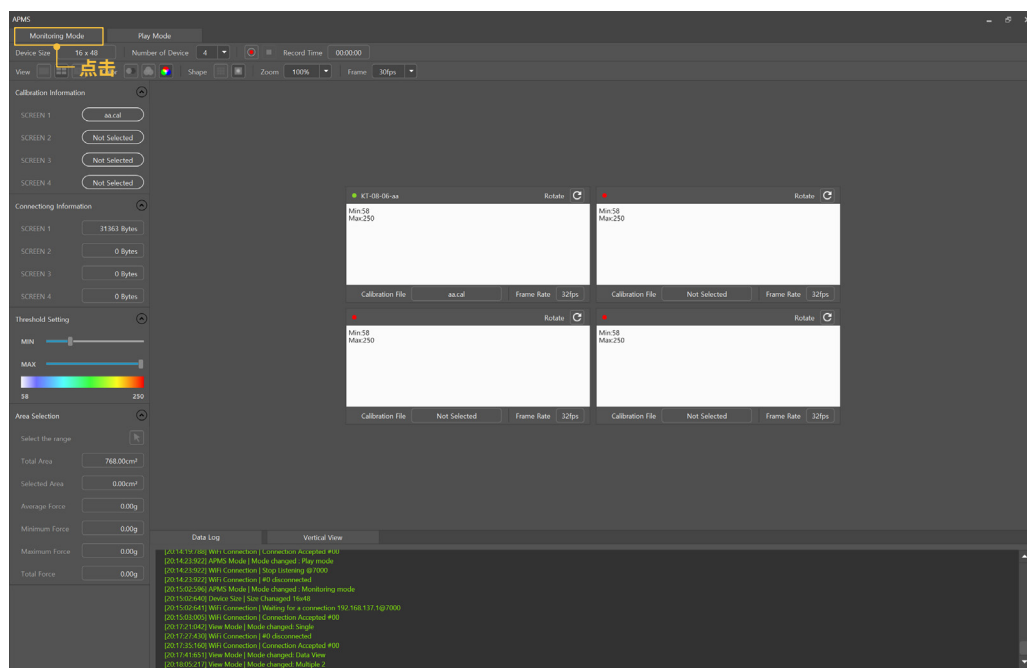 APMS
Monitoring Mode Play Mode
Device Size 16 x 48 Number of Device 4 Record Time 00:00:00
View 点击 Shape Zoom 100% Frame 30fps
Calibration Information
SCREEN 1 aa.cal
SCREEN 2 Not Selected
SCREEN 3 Not Selected
SCREEN 4 Not Selected
Connectiong Information
SCREEN 1 31363 Bytes
SCREEN 2 0 Bytes
SCREEN 3 0 Bytes
SCREEN 4 0 Bytes
Threshold Setting
MIN
MAX
58 250
Area Selection
Select the range
Total Area 768.00cm²
Selected Area 0.00cm²
Average Force 0.00g
Minimum Force 0.00g
Maximum Force 0.00g
Total Force 0.00g
KT-08-06-aa Rotate
Min:58
Max:250
Calibration File aa.cal Frame Rate 32fps
Rotate
Min:58
Max:250
Calibration File Not Selected Frame Rate 32fps
Rotate
Min:58
Max:250
Calibration File Not Selected Frame Rate 32fps
Rotate
Min:58
Max:250
Calibration File Not Selected Frame Rate 32fps
Data Log Vertical View
[20:14:19:788] WiFi Connection | Connection Accepted #00
[20:14:23:922] APMS Mode | Mode changed : Play mode
[20:14:23:922] WiFi Connection | Stop Listening @7000
[20:14:23:922] WiFi Connection | #0 disconnected
[20:15:02:596] APMS Mode | Mode changed : Monitoring mode
[20:15:02:640] Device Size | Size Chanaged 16x48
[20:15:02:641] WiFi Connection | Waiting for a connection 192.168.137.1@7000
[20:15:03:005] WiFi Connection | Connection Accepted #00
[20:17:21:042] View Mode | Mode changed: Single
[20:17:27:430] WiFi Connection | #0 disconnected
[20:17:35:160] WiFi Connection | Connection Accepted #00
[20:17:41:651] View Mode | Mode changed: Data View
[20:18:05:217] View Mode | Mode changed: Multiple 2